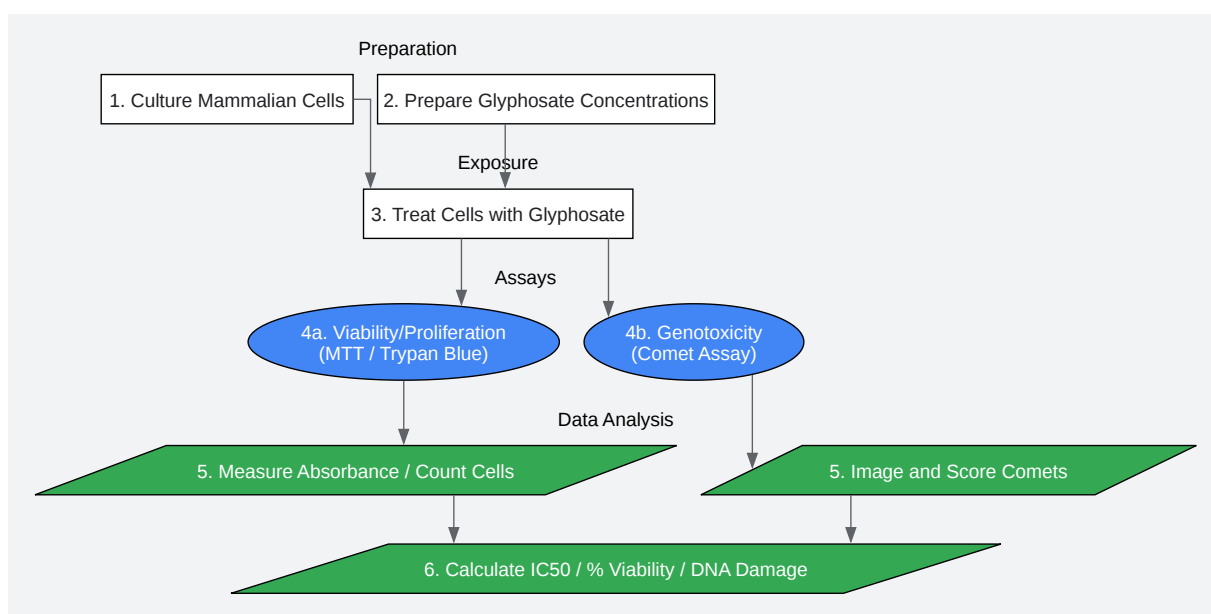 Preparation
1. Culture Mammalian Cells
2. Prepare Glyphosate Concentrations
Exposure
3. Treat Cells with Glyphosate
Assays
4a. Viability/Proliferation
(MTT / Trypan Blue)
4b. Genotoxicity
(Comet Assay)
Data Analysis
5. Measure Absorbance / Count Cells
5. Image and Score Comets
6. Calculate IC50 / % Viability / DNA Damage